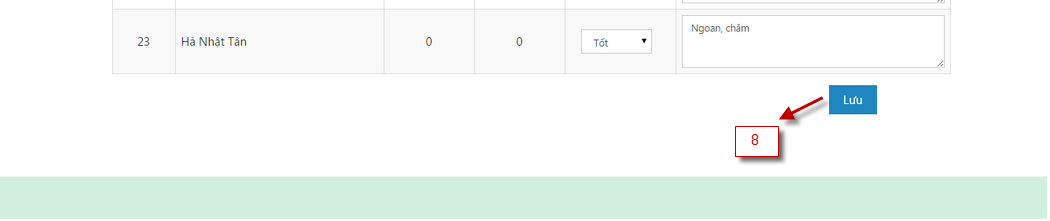 23 Hà Nhật Tân 0 0 Tốt Ngoan, chăm
Lưu
8